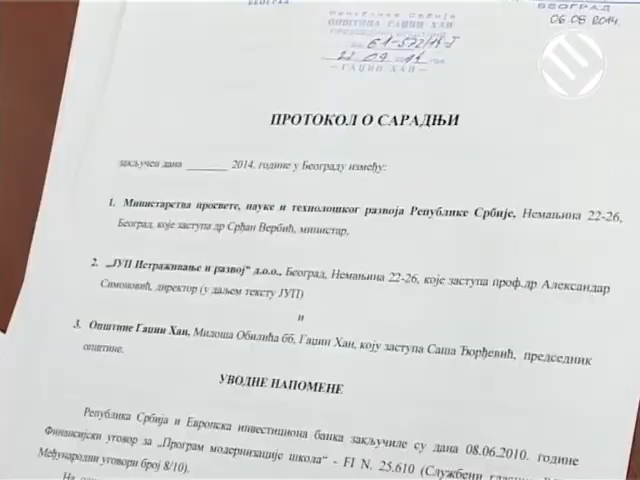 БЕОГРАД
БЕОГРАД
06.08.2014.
Република Србија
ОПШТИНА ГАЏИН ХАН
22 09
ГАЏИН ХАН
ПРОТОКОЛ О САРАДЊИ
закључен дана _______ 2014. године у Београду између:
1. Министарства просвете, науке и технолошког развоја Републике Србије, Немањина 22-26,
Београд, које заступа др Срђан Вербић, министар,
2. „ЈУП Истраживање и развој" д.о.о., Београд, Немањина 22-26, које заступа проф.др Александар
Симоновић, директор (у даљем тексту ЈУП)
и
3. Општине Гаџин Хан, Милоша Обилића бб, Гаџин Хан, коју заступа Саша Ђорђевић, председник
општине.
УВОДНЕ НАПОМЕНЕ
Република Србија и Европска инвестициона банка закључиле су дана 08.06.2010. године
Финансијски уговор за „Програм модернизације школа" - FI N. 25.610 (Службени гласник
Међународни уговори број 8/10).
На